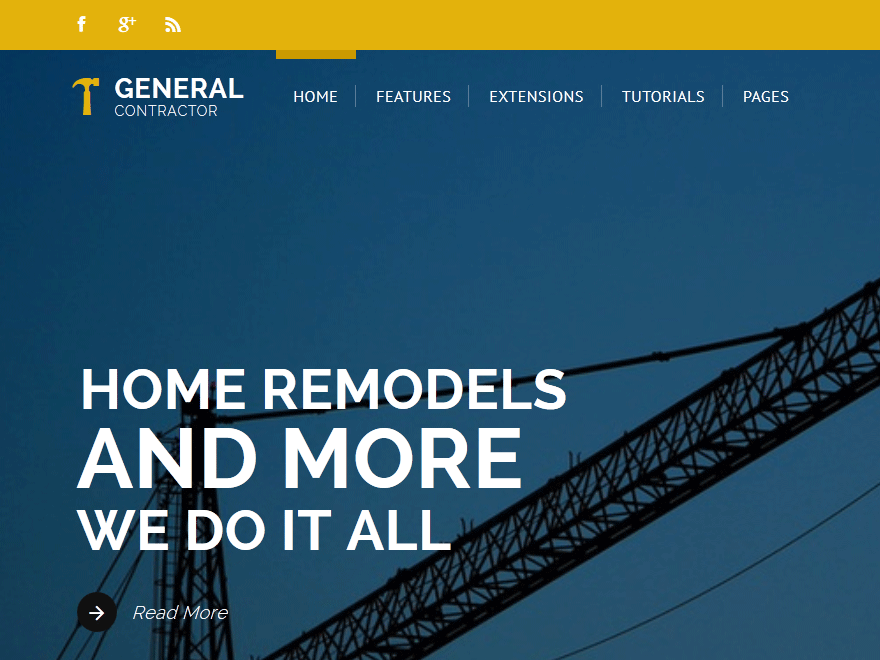 GENERAL
CONTRACTOR
HOME
FEATURES
EXTENSIONS
TUTORIALS
PAGES
HOME REMODELS
AND MORE
WE DO IT ALL
Read More